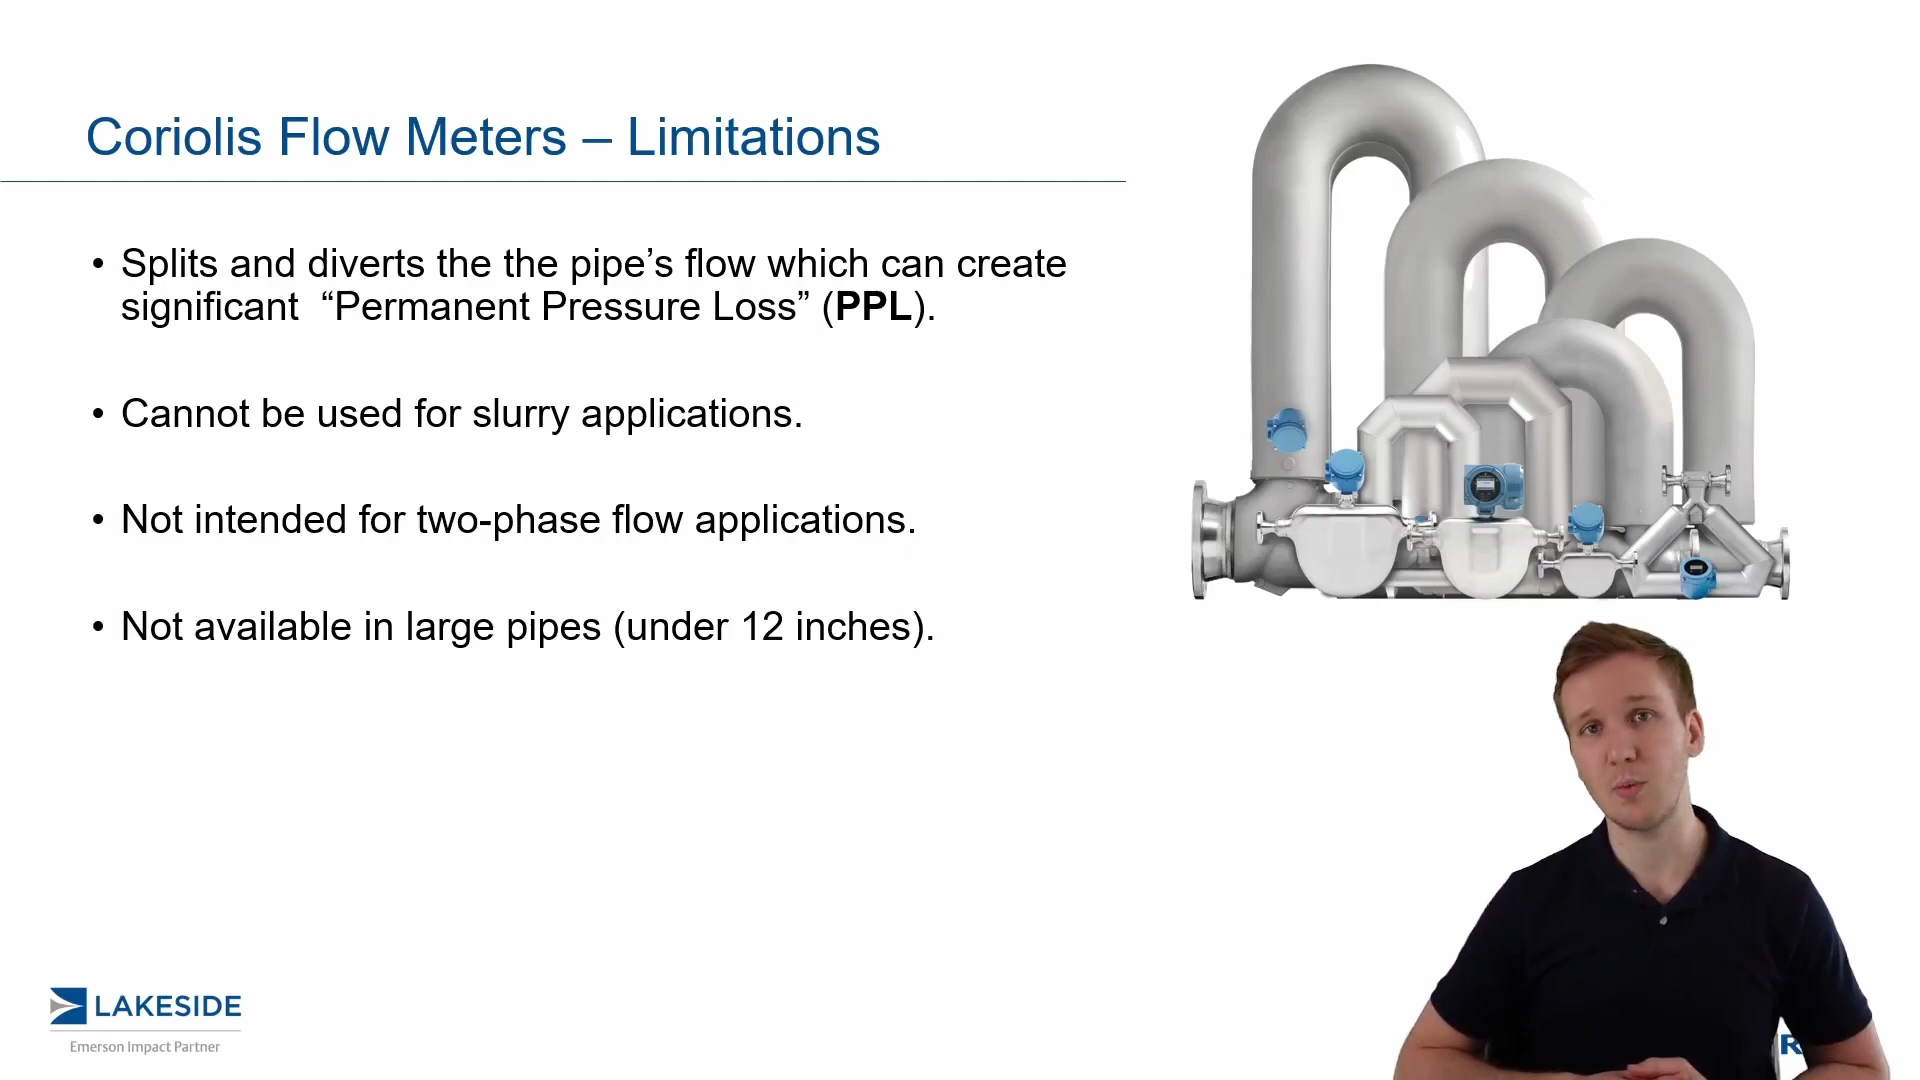 Coriolis Flow Meters – Limitations
• Splits and diverts the the pipe’s flow which can create
significant “Permanent Pressure Loss” (PPL).
• Cannot be used for slurry applications.
• Not intended for two-phase flow applications.
• Not available in large pipes (under 12 inches).
LAKESIDE
Emerson Impact Partner